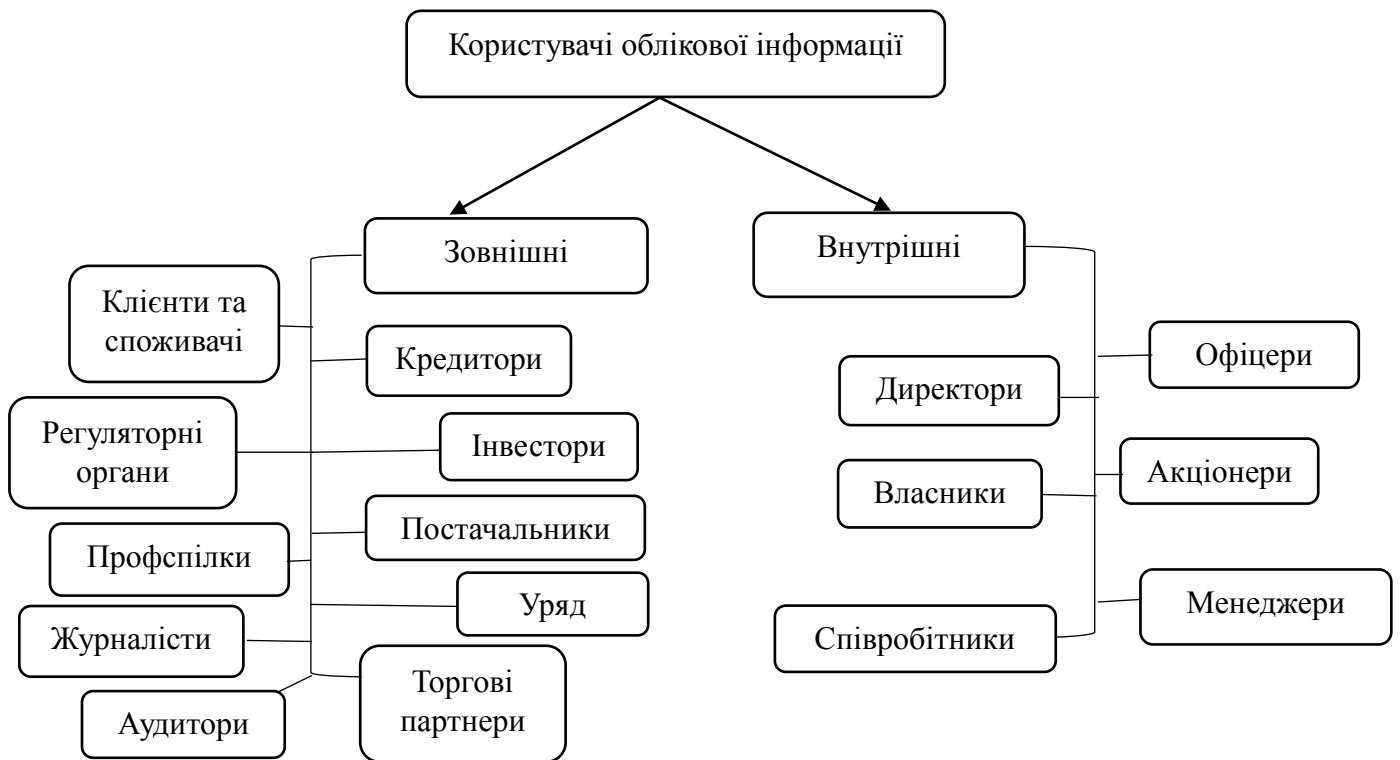 Користувачі облікової інформації
Зовнішні
Внутрішні
Клієнти та
споживачі
Кредитори
Регуляторні
органи
Інвестори
Постачальники
Профспілки
Уряд
Журналісти
Торгові
партнери
Аудитори
Офіцери
Директори
Акціонери
Власники
Менеджери
Співробітники